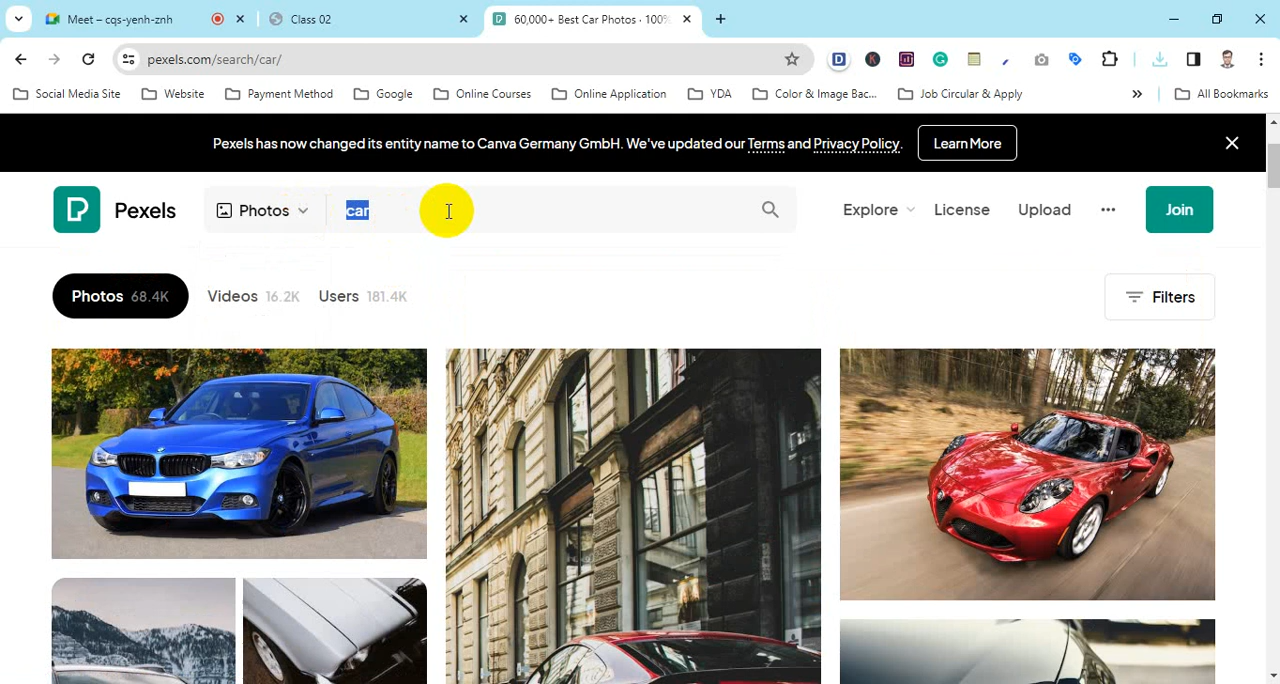 Meet – cqs-yenh-znh
Class 02
60,000+ Best Car Photos · 100%
pexels.com/search/car/
Social Media Site
Website
Payment Method
Google
Online Courses
Online Application
YDA
Color & Image Bac...
Job Circular & Apply
All Bookmarks
Pexels has now changed its entity name to Canva Germany GmbH. We've updated our Terms and Privacy Policy.
Learn More
Pexels
Photos
car
Explore
License
Upload
Join
Photos 68.4K
Videos 16.2K
Users 181.4K
Filters